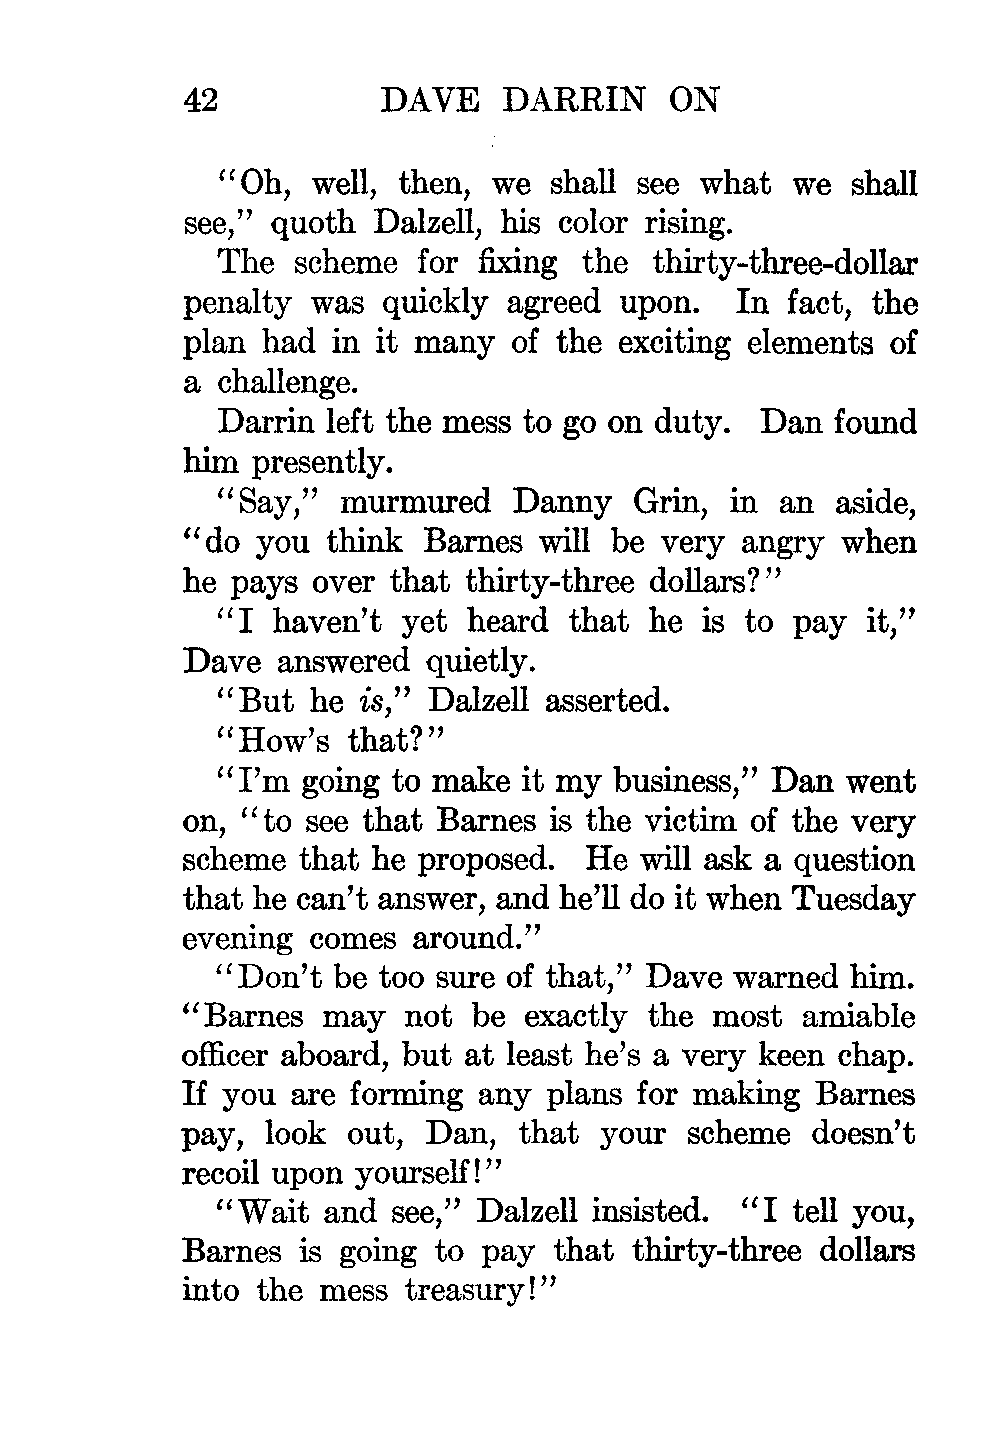 42 DAVE DARRIN ON
"Oh, well, then, we shall see what we shall
see," quoth Dalzell, his color rising.
The scheme for fixing the thirty-three-dollar
penalty was quickly agreed upon. In fact, the
plan had in it many of the exciting elements of
a challenge.
Darrin left the mess to go on duty. Dan found
him presently.
"Say," murmured Danny Grin, in an aside,
"do you think Barnes will be very angry when
he pays over that thirty-three dollars?"
"I haven't yet heard that he is to pay it,"
Dave answered quietly.
"But he is," Dalzell asserted.
"How's that?"
"I'm going to make it my business," Dan went
on, "to see that Barnes is the victim of the very
scheme that he proposed. He will ask a question
that he can't answer, and he'll do it when Tuesday
evening comes around."
"Don't be too sure of that," Dave warned him.
"Barnes may not be exactly the most amiable
officer aboard, but at least he's a very keen chap.
If you are forming any plans for making Barnes
pay, look out, Dan, that your scheme doesn't
recoil upon yourself!"
"Wait and see," Dalzell insisted. "I tell you,
Barnes is going to pay that thirty-three dollars
into the mess treasury!"